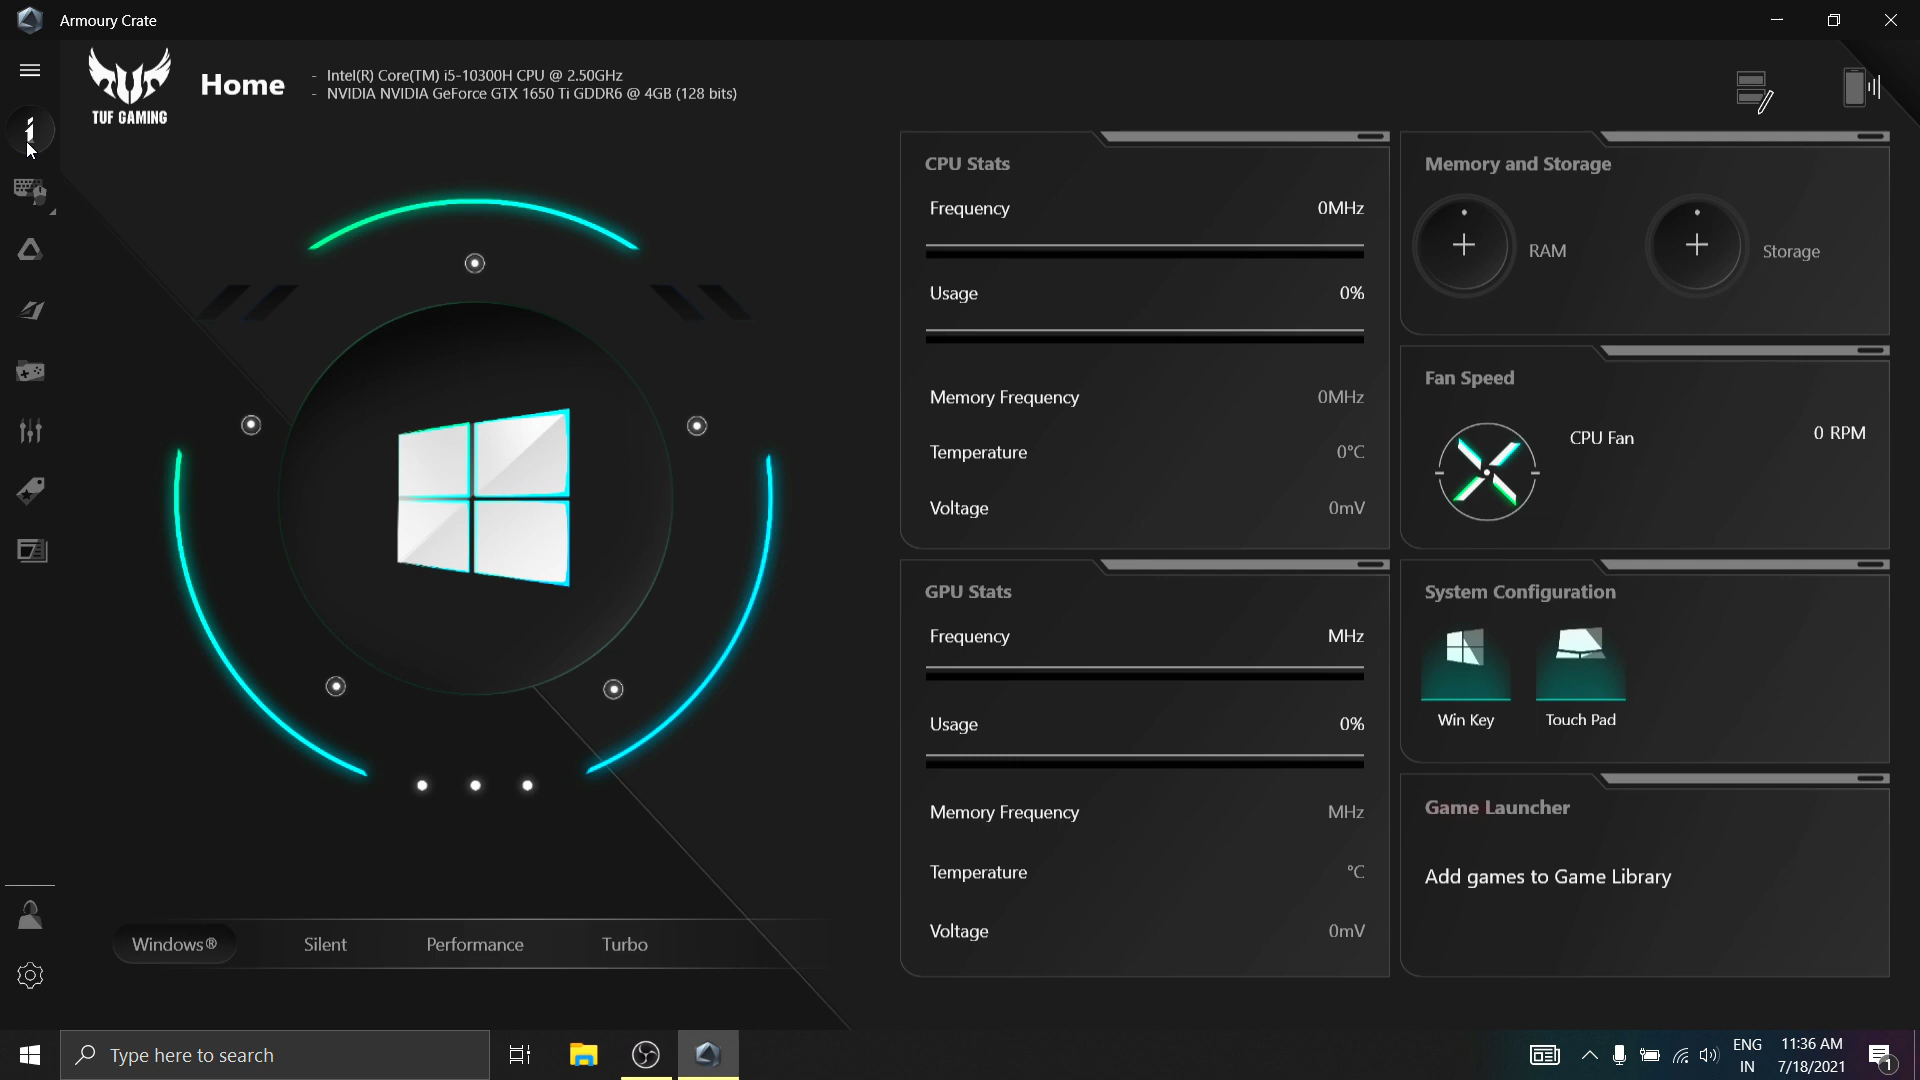 Armoury Crate
TUF GAMING
Home
- Intel(R) Core(TM) i5-10300H CPU @ 2.50GHz
- NVIDIA NVIDIA GeForce GTX 1650 Ti GDDR6 @ 4GB (128 bits)
CPU Stats
Frequency 0MHz
Usage 0%
Memory Frequency 0MHz
Temperature 0°C
Voltage 0mV
GPU Stats
Frequency MHz
Usage 0%
Memory Frequency MHz
Temperature °C
Voltage 0mV
Memory and Storage
RAM
Storage
Fan Speed
CPU Fan 0 RPM
System Configuration
Win Key
Touch Pad
Game Launcher
Add games to Game Library
Windows® Silent Performance Turbo
Type here to search
ENG
IN
11:36 AM
7/18/2021
1